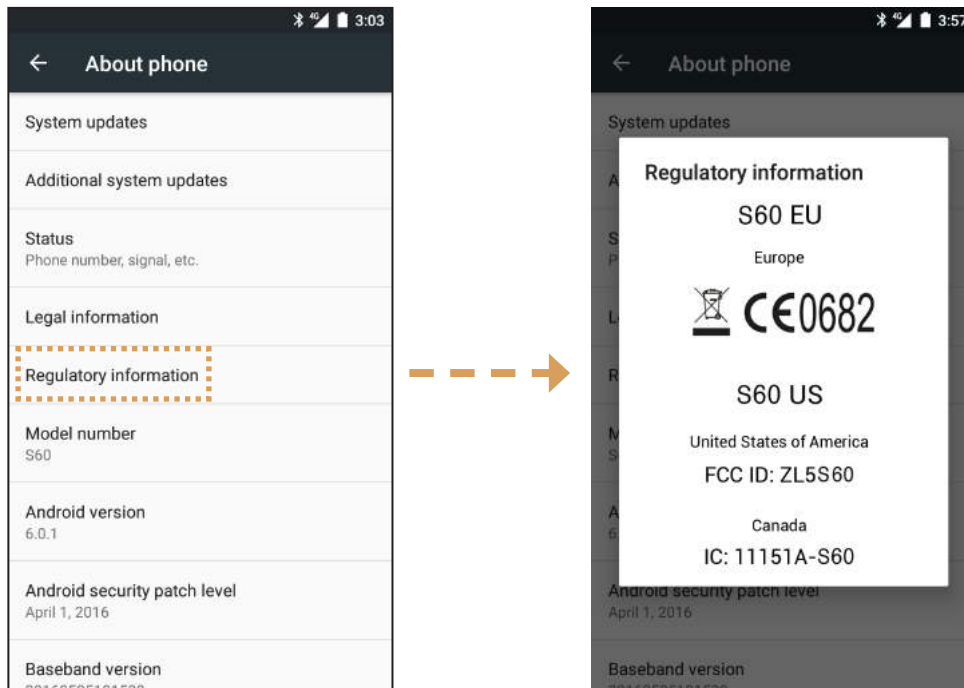 4G 3:03
About phone
System updates
Additional system updates
Status
Phone number, signal, etc.
Legal information
Regulatory information
Model number
S60
Android version
6.0.1
Android security patch level
April 1, 2016
Baseband version
4G 3:57
About phone
System updates
Regulatory information
S60 EU
Europe
CE0682
S60 US
United States of America
FCC ID: ZL5S60
Canada
IC: 11151A-S60
Android security patch level
April 1, 2016
Baseband version